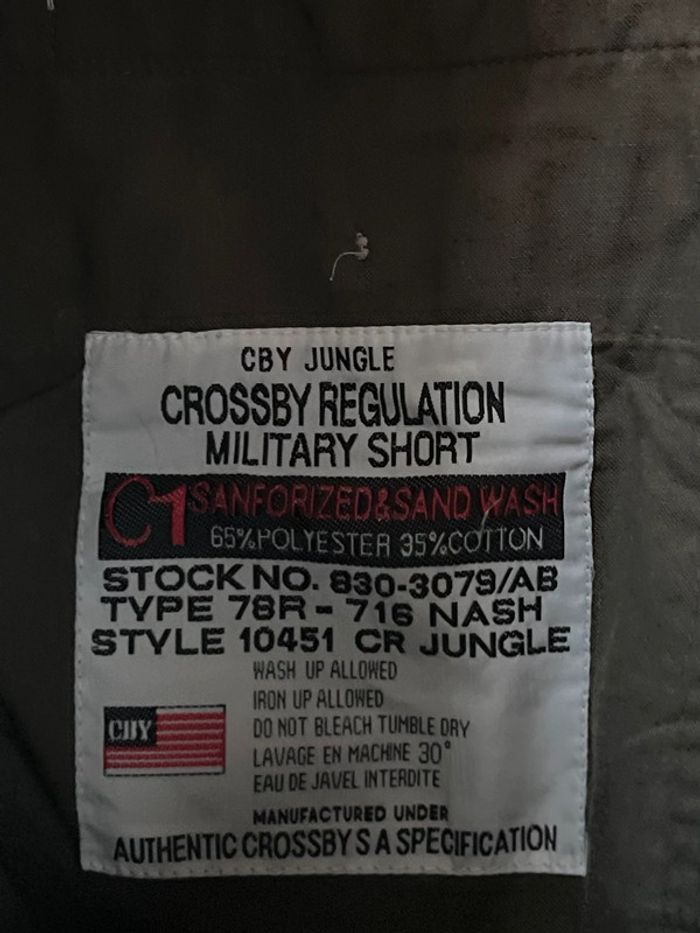 CBY JUNGLE
CROSSBY REGULATION
MILITARY SHORT
C1 SANFORIZED&SAND WASH
65%POLYESTER 35%COTTON
STOCK NO. 830-3079/AB
TYPE 78R - 716 NASH
STYLE 10451 CR JUNGLE
WASH UP ALLOWED
IRON UP ALLOWED
CBY
DO NOT BLEACH TUMBLE DRY
LAVAGE EN MACHINE 30°
EAU DE JAVEL INTERDITE
MANUFACTURED UNDER
AUTHENTIC CROSSBY S A SPECIFICATION